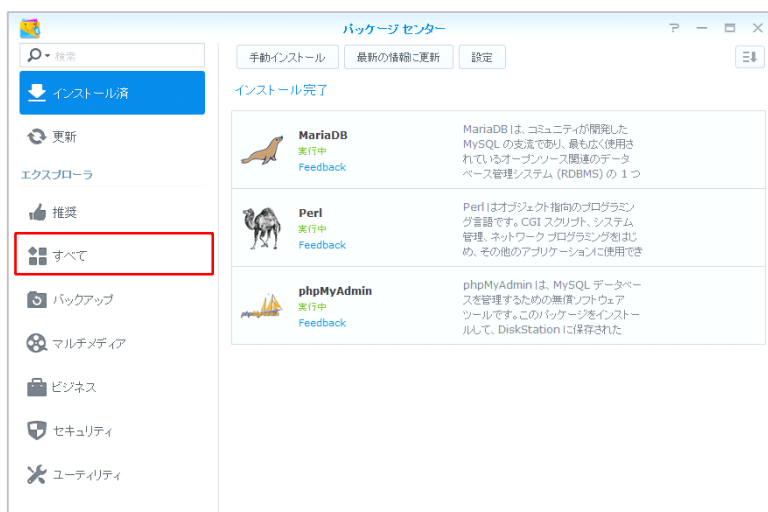 パッケージ センター
検索
インストール済
更新
エクスプローラ
推奨
すべて
バックアップ
マルチメディア
ビジネス
セキュリティ
ユーティリティ
手動インストール 最新の情報に更新 設定
インストール完了
MariaDB
実行中
Feedback
MariaDB は、コミュニティが開発した
MySQL の支流であり、最も広く使用さ
れているオープンソース関連のデータ
ベース管理システム (RDBMS) の 1 つ
Perl
実行中
Feedback
Perl はオブジェクト指向のプログラミン
グ言語です。CGI スクリプト、システム
管理、ネットワーク プログラミングをはじ
め、その他のアプリケーションに使用でき
phpMyAdmin
実行中
Feedback
phpMyAdmin は、MySQL データベー
スを管理するための無償ソフトウェア
ツールです。このパッケージをインストー
ルして、DiskStation に保存された